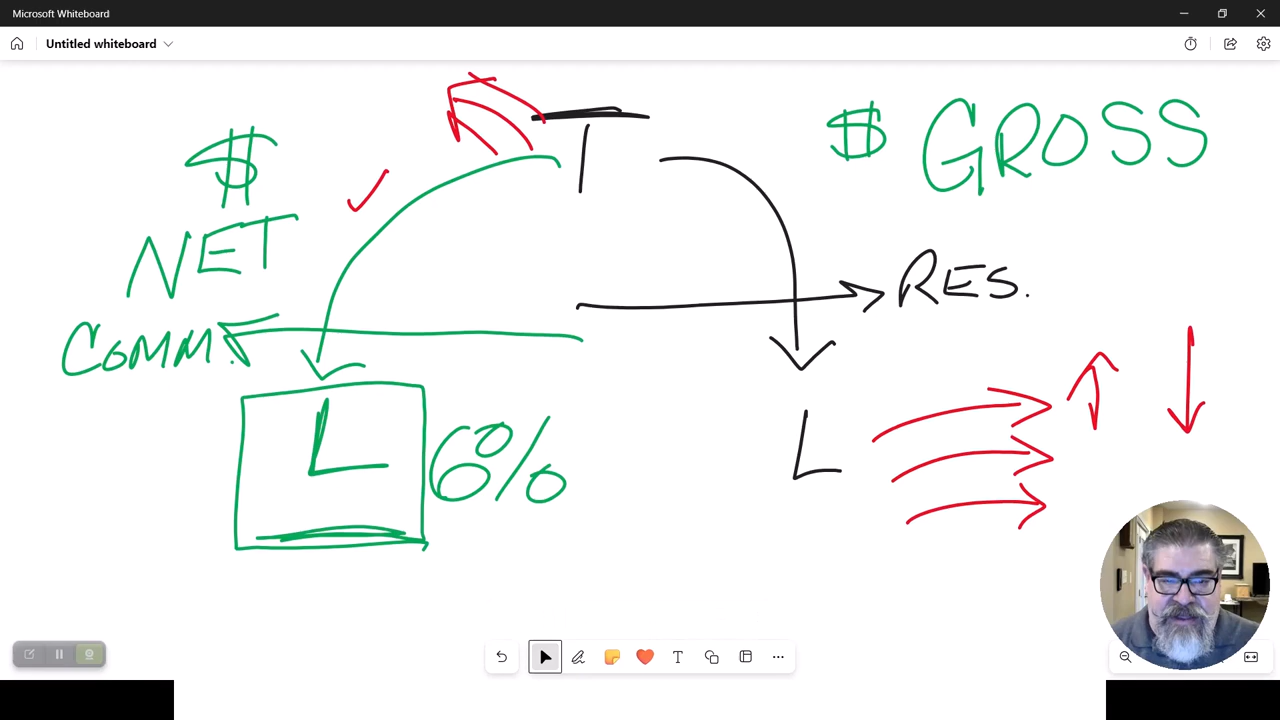 Microsoft Whiteboard
Untitled whiteboard
$ GROSS
T
$
NET
COMM.
RES.
L
6%
L
T